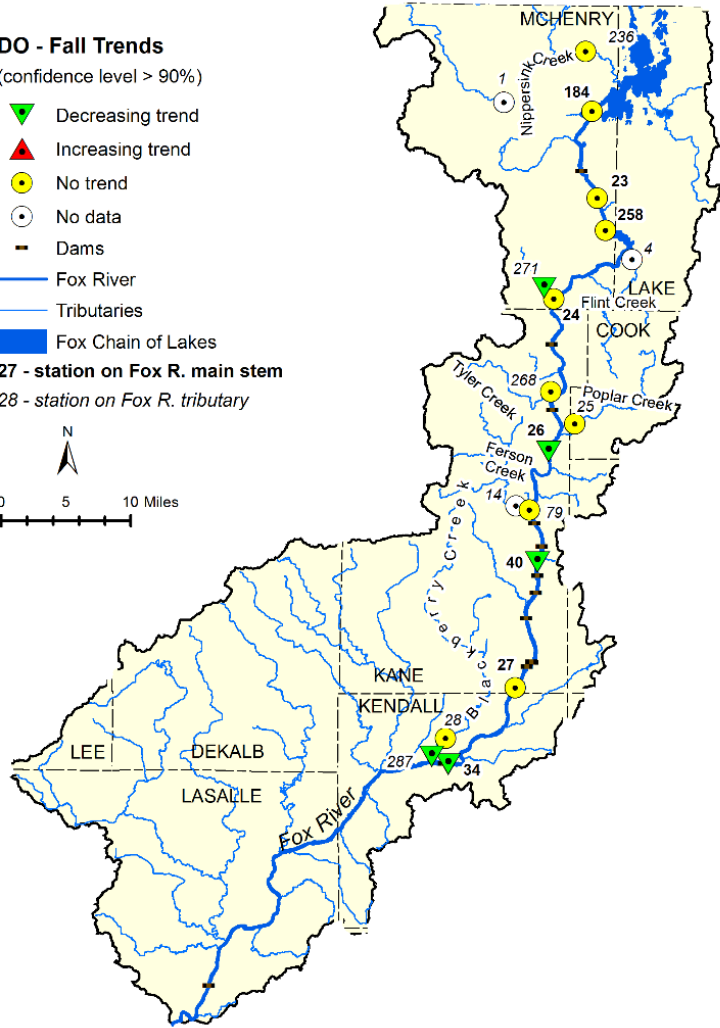 DO - Fall Trends
(confidence level > 90%)
Decreasing trend
Increasing trend
No trend
No data
Dams
Fox River
Tributaries
Fox Chain of Lakes
27 - station on Fox R. main stem
28 - station on Fox R. tributary
N
0 5 10 Miles
MCHENRY
236
1
Nippersink Creek
184
23
258
4
271
LAKE
Flint Creek
24
COOK
268
Tyler Creek
Poplar Creek
25
26
Ferson
Creek
14
79
Blackberry Creek
40
27
KANE
KENDALL
28
287
34
LEE
DEKALB
LASALLE
Fox River